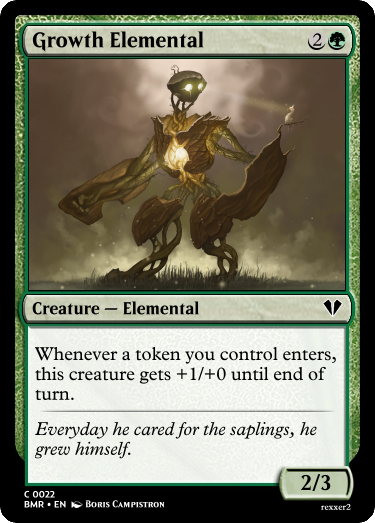 Growth Elemental 2
Creature — Elemental
Whenever a token you control enters,
this creature gets +1/+0 until end of
turn.
Everyday he cared for the saplings, he
grew himself.
2/3
C 0022
BMR • EN Boris Campistron
rexxer2